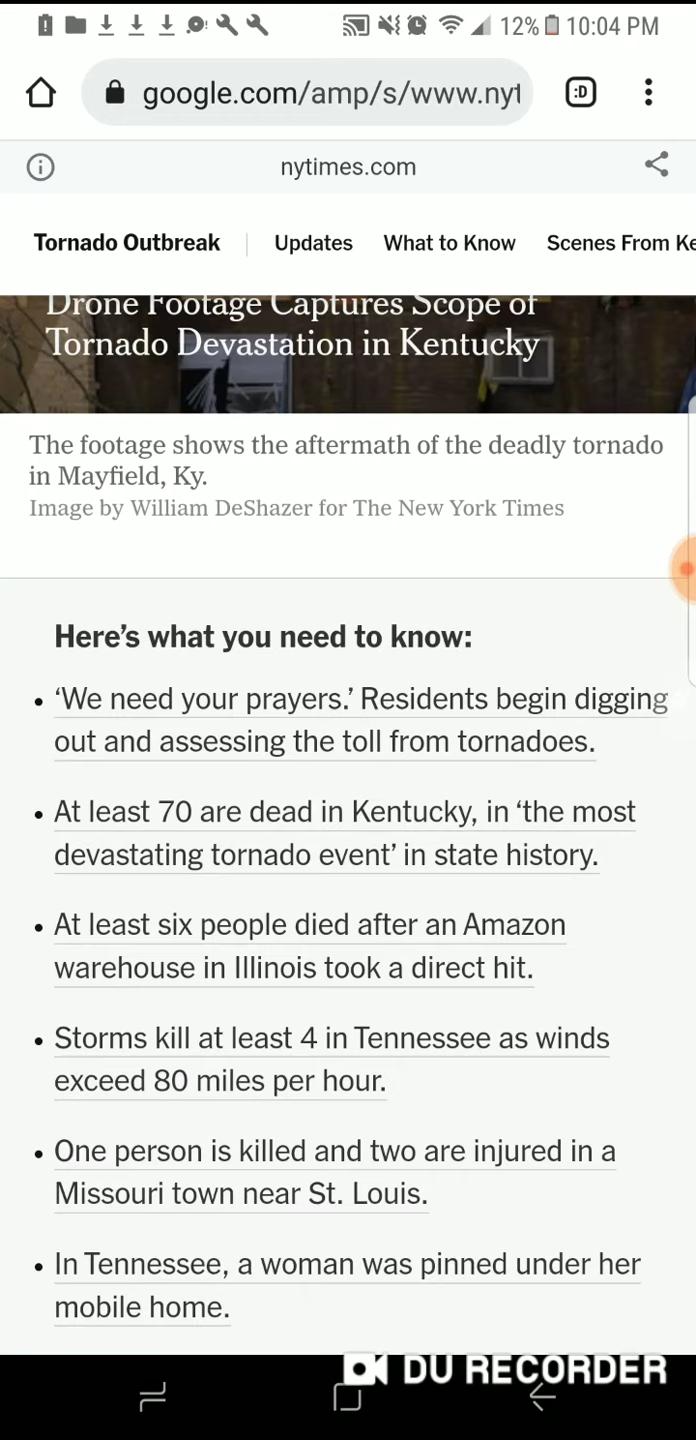 12% 10:04 PM
google.com/amp/s/www.nyt
:D
nytimes.com
Tornado Outbreak Updates What to Know Scenes From Ke
Drone Footage Captures Scope of
Tornado Devastation in Kentucky
The footage shows the aftermath of the deadly tornado
in Mayfield, Ky.
Image by William DeShazer for The New York Times
Here’s what you need to know:
• ‘We need your prayers.’ Residents begin digging
out and assessing the toll from tornadoes.
• At least 70 are dead in Kentucky, in ‘the most
devastating tornado event’ in state history.
• At least six people died after an Amazon
warehouse in Illinois took a direct hit.
• Storms kill at least 4 in Tennessee as winds
exceed 80 miles per hour.
• One person is killed and two are injured in a
Missouri town near St. Louis.
• In Tennessee, a woman was pinned under her
mobile home.
DU RECORDER